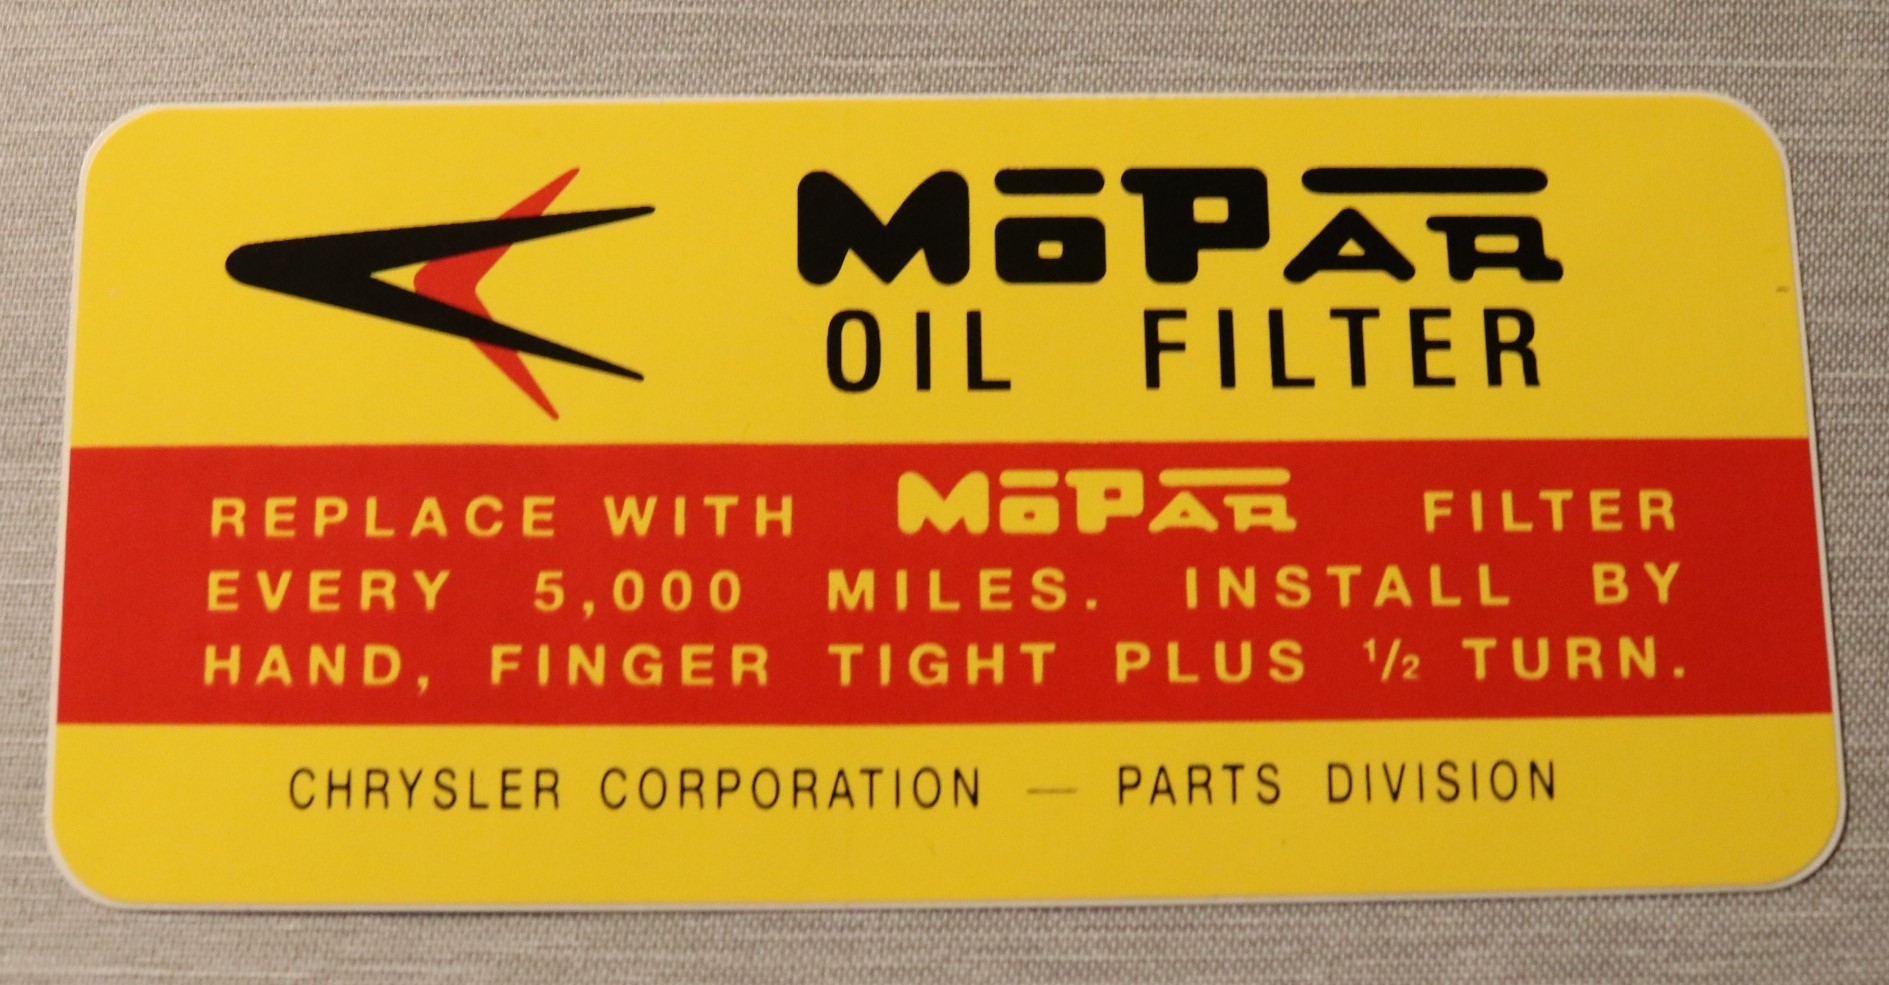 MOPAR
OIL FILTER
REPLACE WITH MOPAR FILTER
EVERY 5,000 MILES. INSTALL BY
HAND, FINGER TIGHT PLUS ½ TURN.
CHRYSLER CORPORATION — PARTS DIVISION